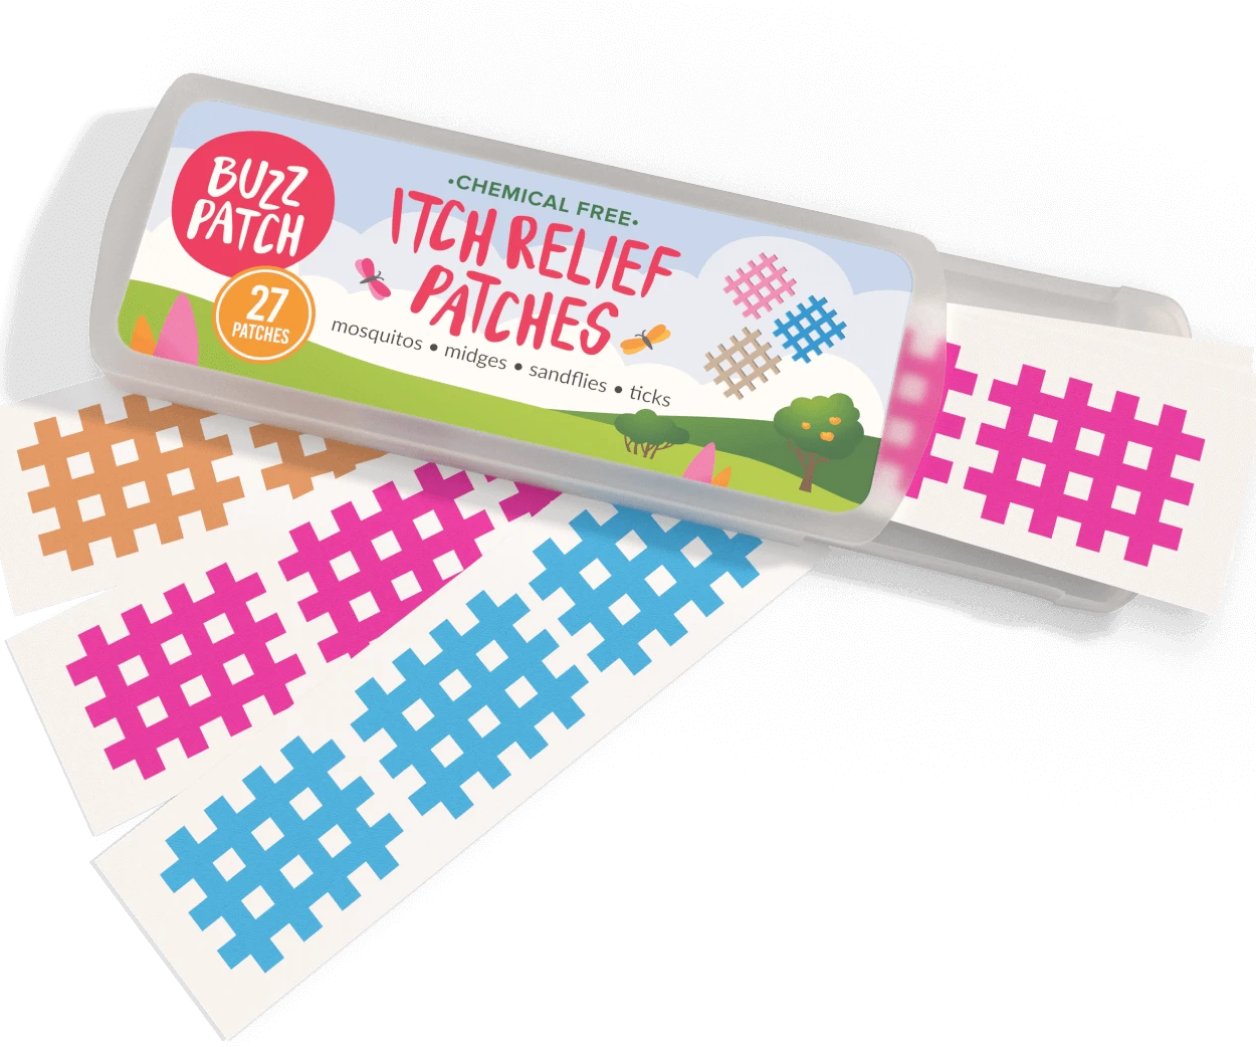 BUZZ
PATCH
27
PATCHES
•CHEMICAL FREE•
ITCH RELIEF
PATCHES
mosquitos • midges • sandflies • ticks